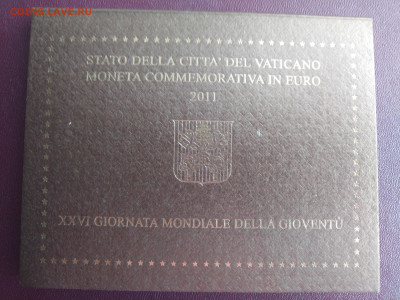 STATO DELLA CITTA' DEL VATICANO
MONETA COMMEMORATIVA IN EURO
2011
XXVI GIORNATA MONDIALE DELLA GIOVENTÙ